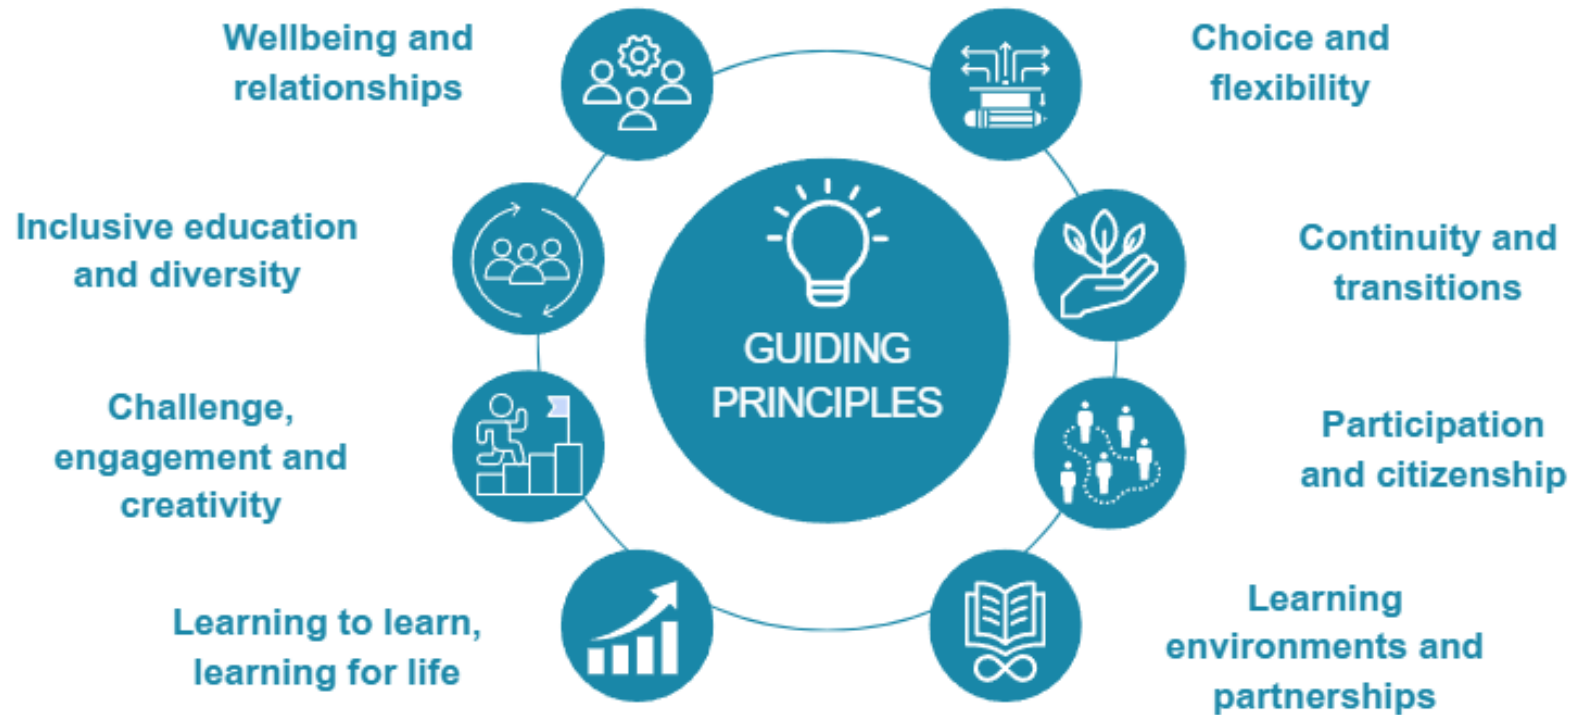 Wellbeing and
relationships
Choice and
flexibility
Inclusive education
and diversity
Continuity and
transitions
GUIDING
PRINCIPLES
Challenge,
engagement and
creativity
Participation
and citizenship
Learning to learn,
learning for life
Learning
environments and
partnerships